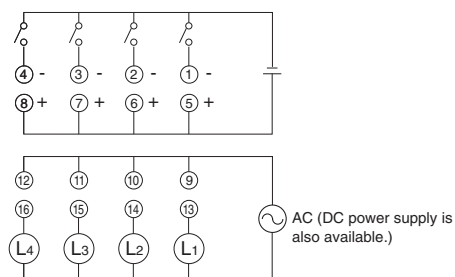 4 - 3 - 2 - 1 -
8 + 7 + 6 + 5 +
12 11 10 9
16 15 14 13
L4 L3 L2 L1
AC (DC power supply is
also available.)